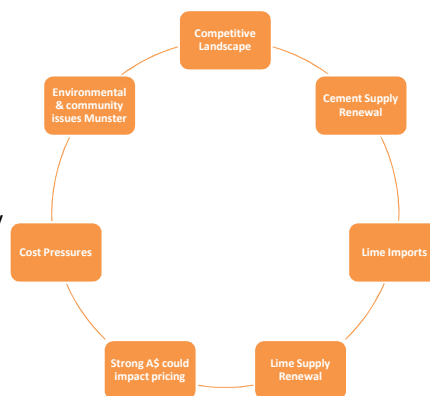 Competitive
Landscape
Cement Supply
Renewal
Lime Imports
Lime Supply
Renewal
Strong A$ could
impact pricing
Cost Pressures
Environmental
& community
issues Munster